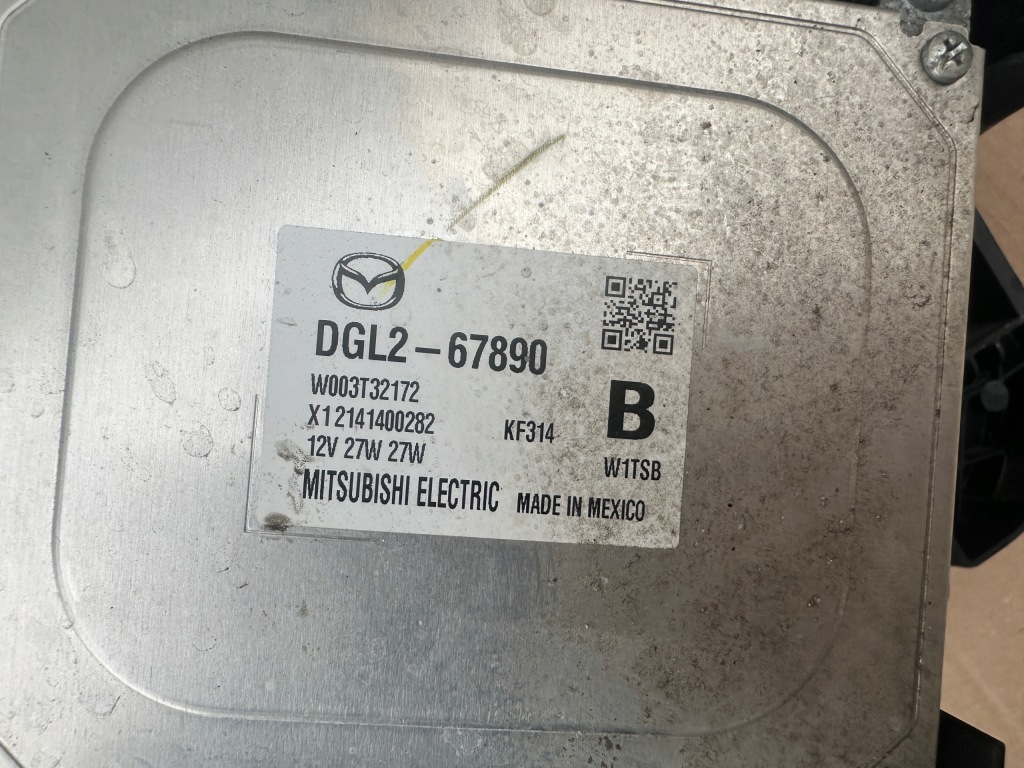 DGL2-67890
W003T32172
X12141400282 KF314 B
12V 27W 27W W1TSB
MITSUBISHI ELECTRIC MADE IN MEXICO